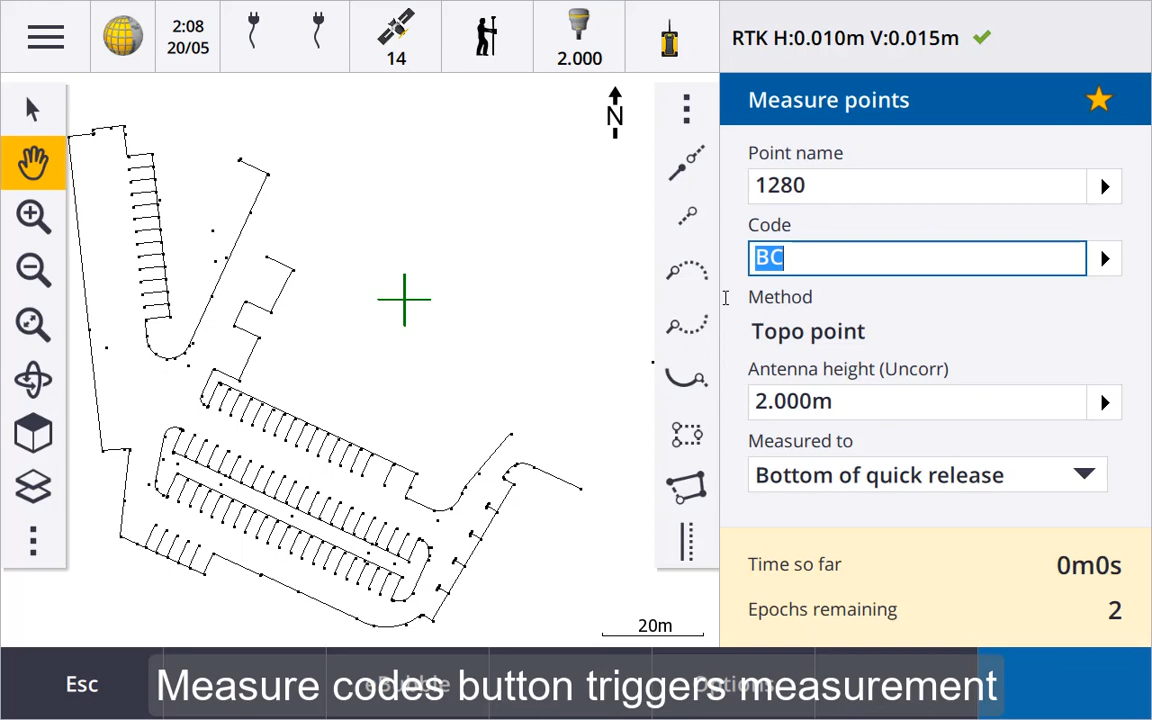 2:08
20/05
14
2.000
RTK H:0.010m V:0.015m
Measure points
N
Point name
1280
Code
BC
Method
Topo point
Antenna height (Uncorr)
2.000m
Measured to
Bottom of quick release
20m
Time so far 0m0s
Epochs remaining 2
Esc
eBubble
Options
Measure codes button triggers measurement